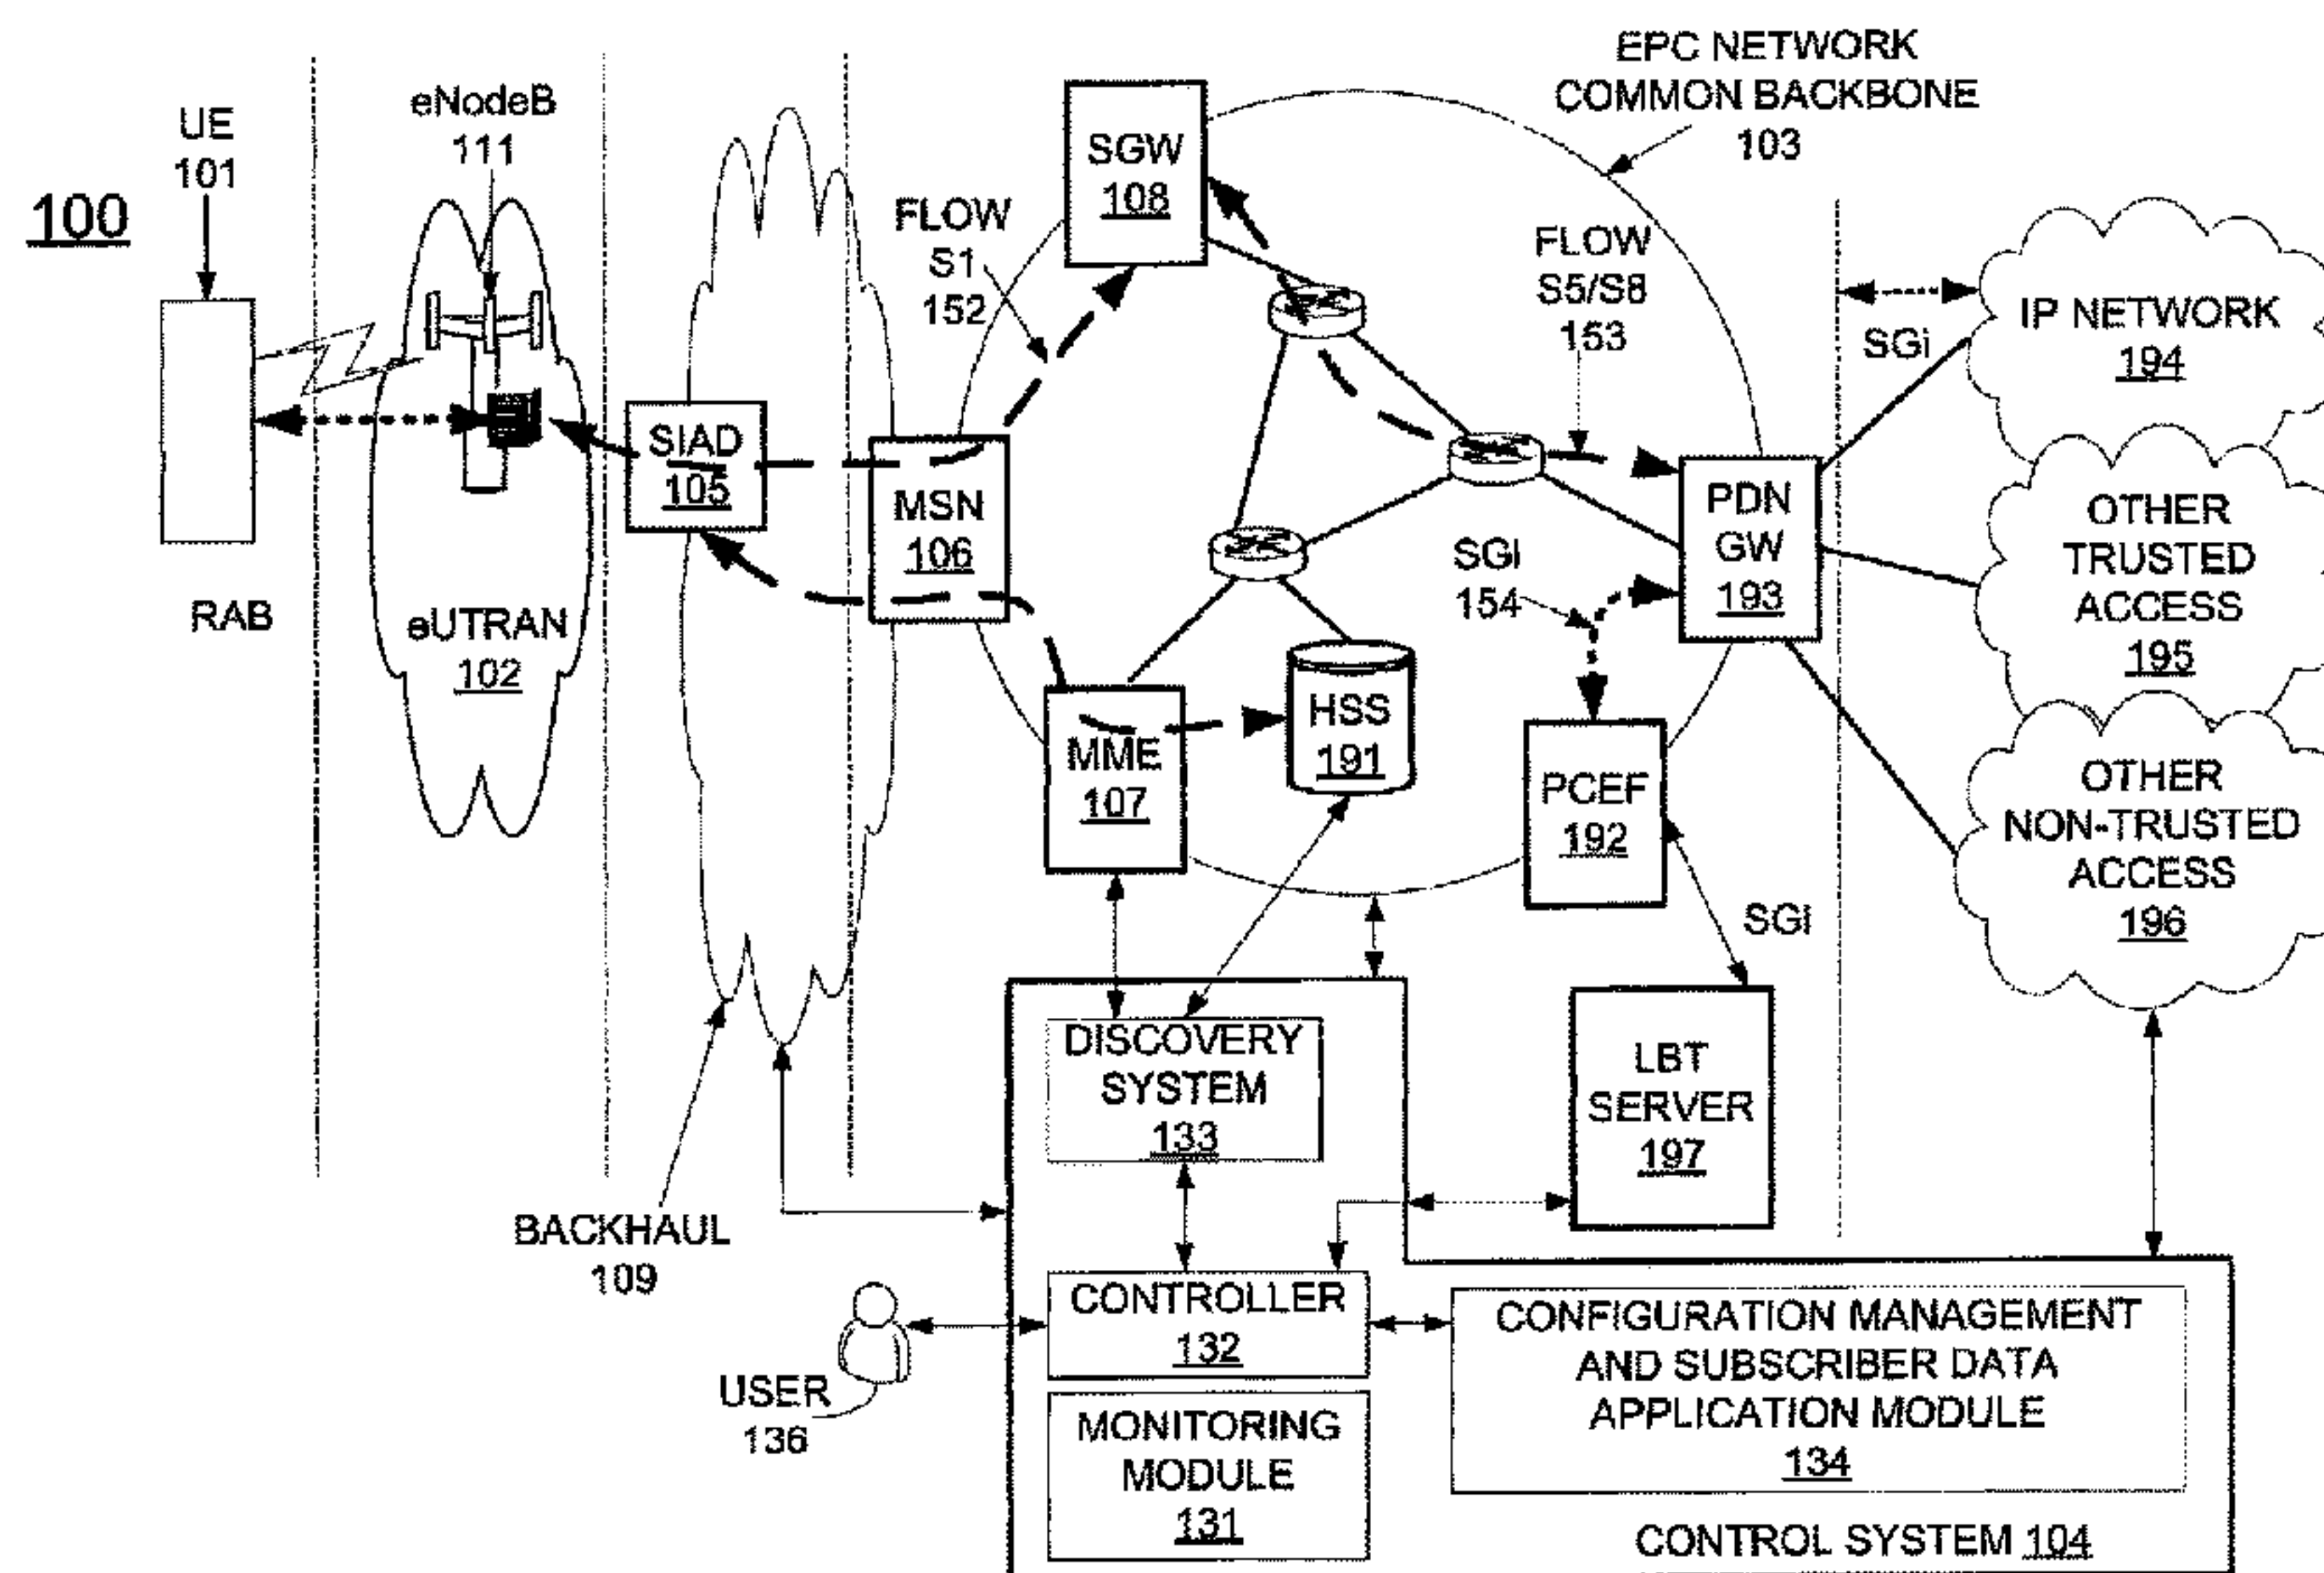 100
UE
101
eNodeB
111
RAB
eUTRAN
102
SIAD
105
BACKHAUL
109
MSN
106
FLOW
S1
152
SGW
108
EPC NETWORK
COMMON BACKBONE
103
FLOW
S5/S8
153
SGi
154
MME
107
HSS
191
PCEF
192
PDN
GW
193
SGi
IP NETWORK
194
OTHER
TRUSTED
ACCESS
195
OTHER
NON-TRUSTED
ACCESS
196
SGi
LBT
SERVER
197
DISCOVERY
SYSTEM
133
CONTROLLER
132
USER
136
MONITORING
MODULE
131
CONFIGURATION MANAGEMENT
AND SUBSCRIBER DATA
APPLICATION MODULE
134
CONTROL SYSTEM 104